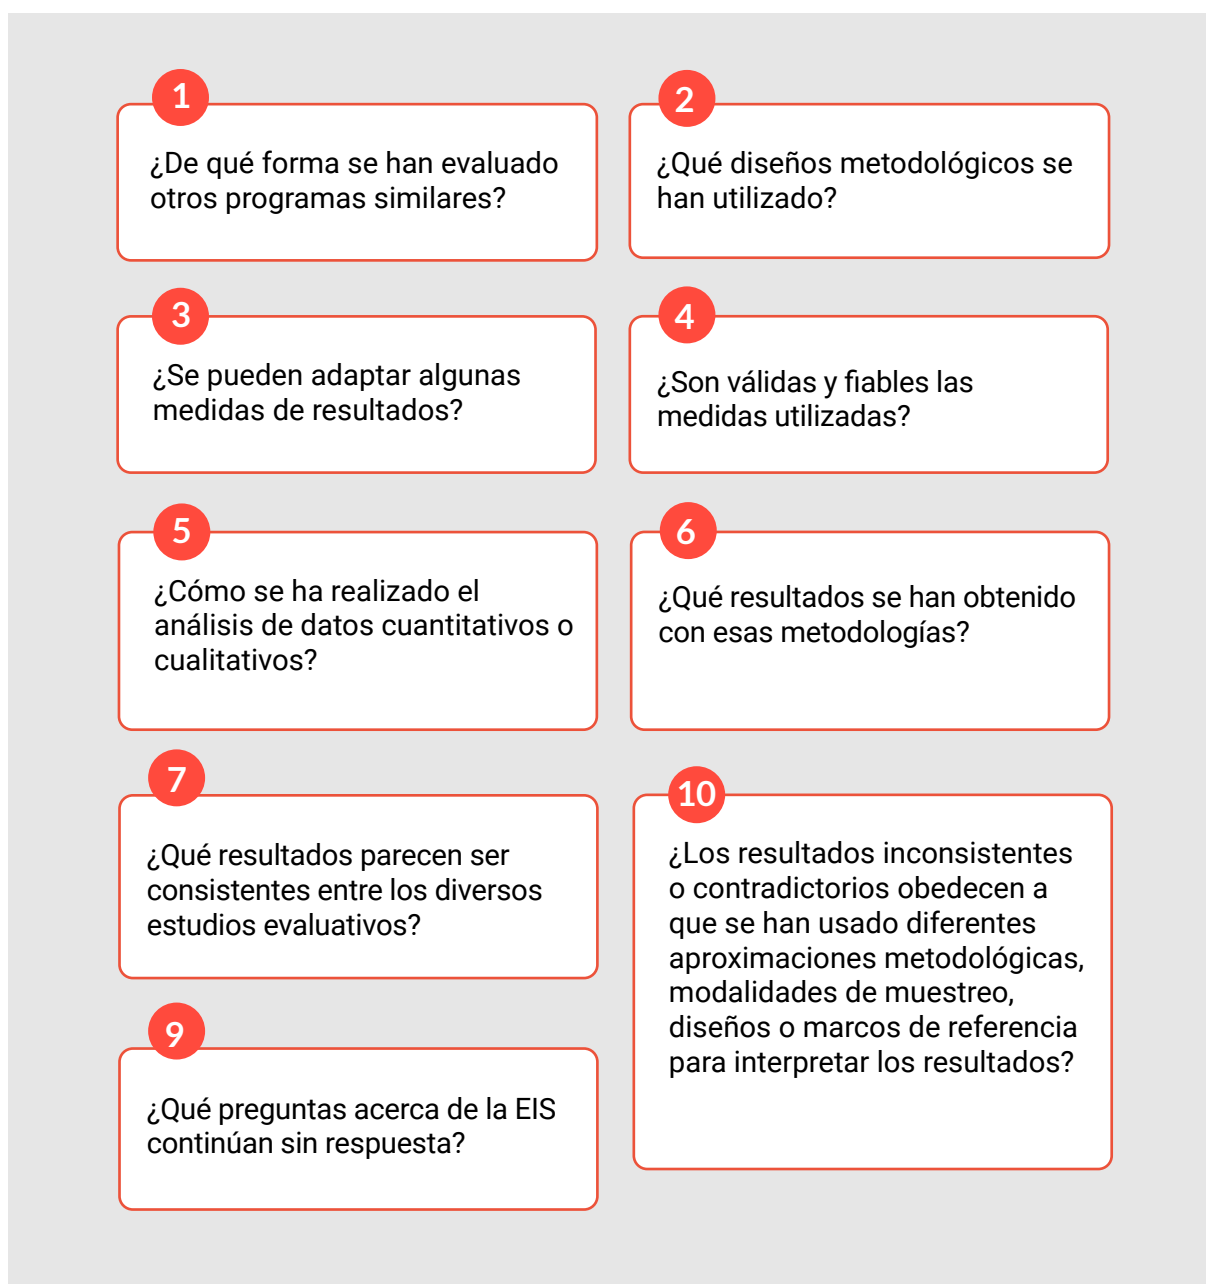 1
¿De qué forma se han evaluado
otros programas similares?
2
¿Qué diseños metodológicos se
han utilizado?
3
¿Se pueden adaptar algunas
medidas de resultados?
4
¿Son válidas y fiables las
medidas utilizadas?
5
¿Cómo se ha realizado el
análisis de datos cuantitativos o
cualitativos?
6
¿Qué resultados se han obtenido
con esas metodologías?
7
¿Qué resultados parecen ser
consistentes entre los diversos
estudios evaluativos?
10
¿Los resultados inconsistentes
o contradictorios obedecen a
que se han usado diferentes
aproximaciones metodológicas,
modalidades de muestreo,
diseños o marcos de referencia
para interpretar los resultados?
9
¿Qué preguntas acerca de la EIS
continúan sin respuesta?